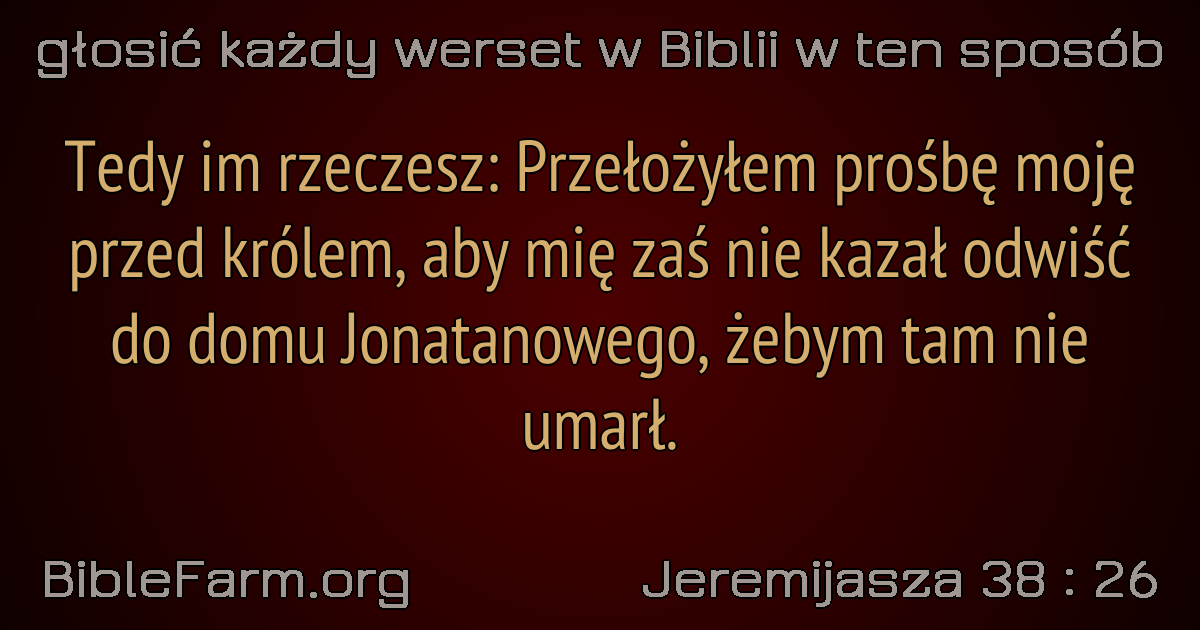 głosić każdy werset w Biblii w ten sposób
Tedy im rzeczesz: Przełożyłem prośbę moję
przed królem, aby mię zaś nie kazał odwiść
do domu Jonatanowego, żebym tam nie
umarł.
BibleFarm.org
Jeremijasza 38 : 26